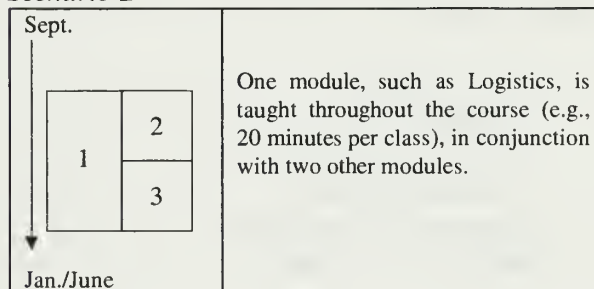 Sept.
1
2
3
Jan./June
One module, such as Logistics, is
taught throughout the course (e.g.,
20 minutes per class), in conjunction
with two other modules.